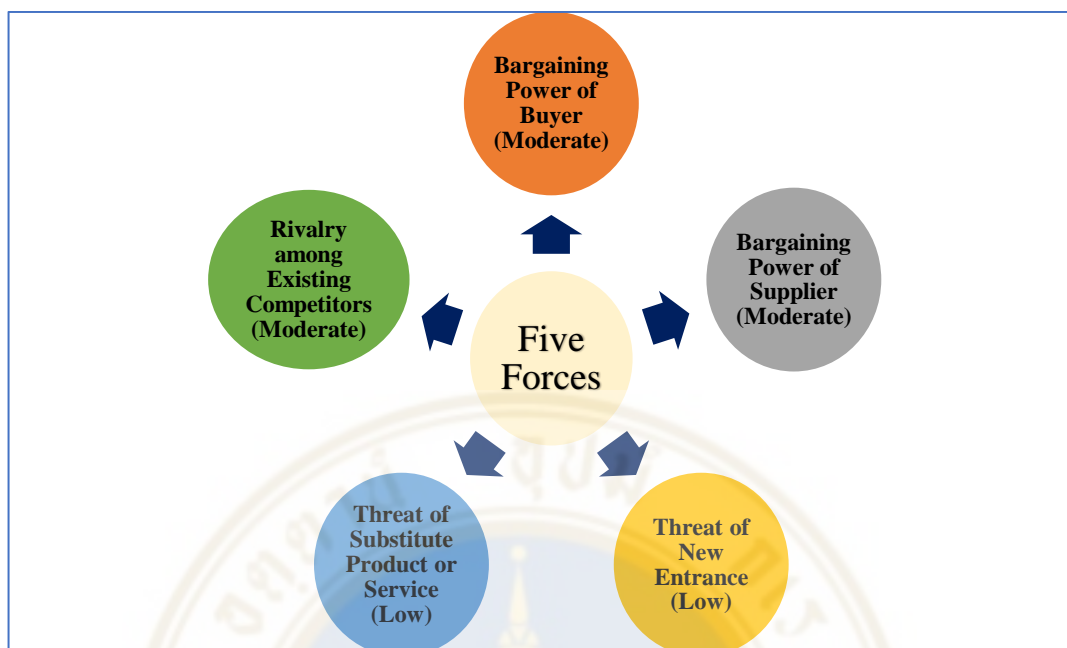 Bargaining
Power of
Buyer
(Moderate)
Rivalry
among
Existing
Competitors
(Moderate)
Bargaining
Power of
Supplier
(Moderate)
Five
Forces
Threat of
Substitute
Product or
Service
(Low)
Threat of
New
Entrance
(Low)